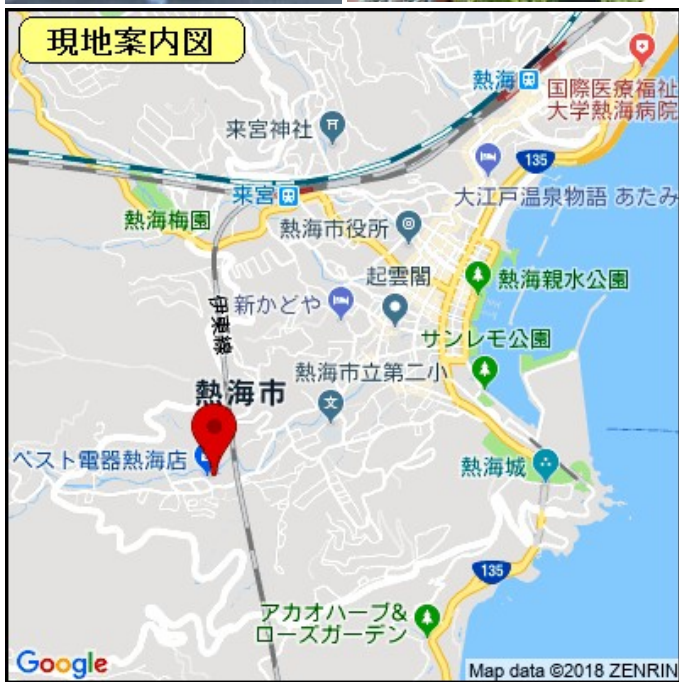 現地案内図
熱海
国際医療福祉
大学熱海病院
来宮神社
135
来宮
大江戸温泉物語 あたみ
熱海梅園
熱海市役所
起雲閣
熱海親水公園
新かどや
伊東線
サンレモ公園
熱海市立第二小
熱海市
文
ベスト電器熱海店
熱海城
135
アカオハーブ&
ローズガーデン
Google
Map data ©2018 ZENRIN